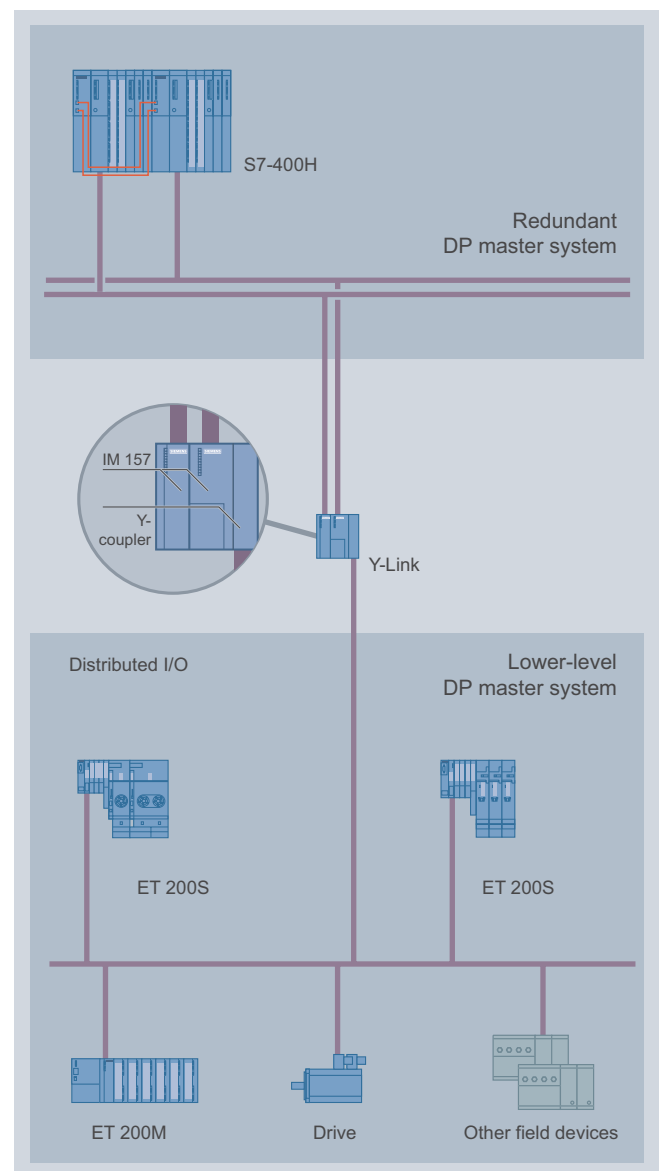 S7-400H
Redundant
DP master system
IM 157
Y-
coupler
Y-Link
Distributed I/O
Lower-level
DP master system
ET 200S
ET 200S
ET 200M
Drive
Other field devices